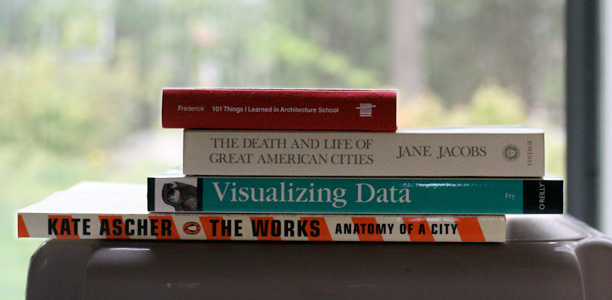 Frederick 101 Things I Learned in Architecture School
THE DEATH AND LIFE OF
GREAT AMERICAN CITIES JANE JACOBS VINTAGE
Visualizing Data Fry O'REILLY
KATE ASCHER THE WORKS ANATOMY OF A CITY